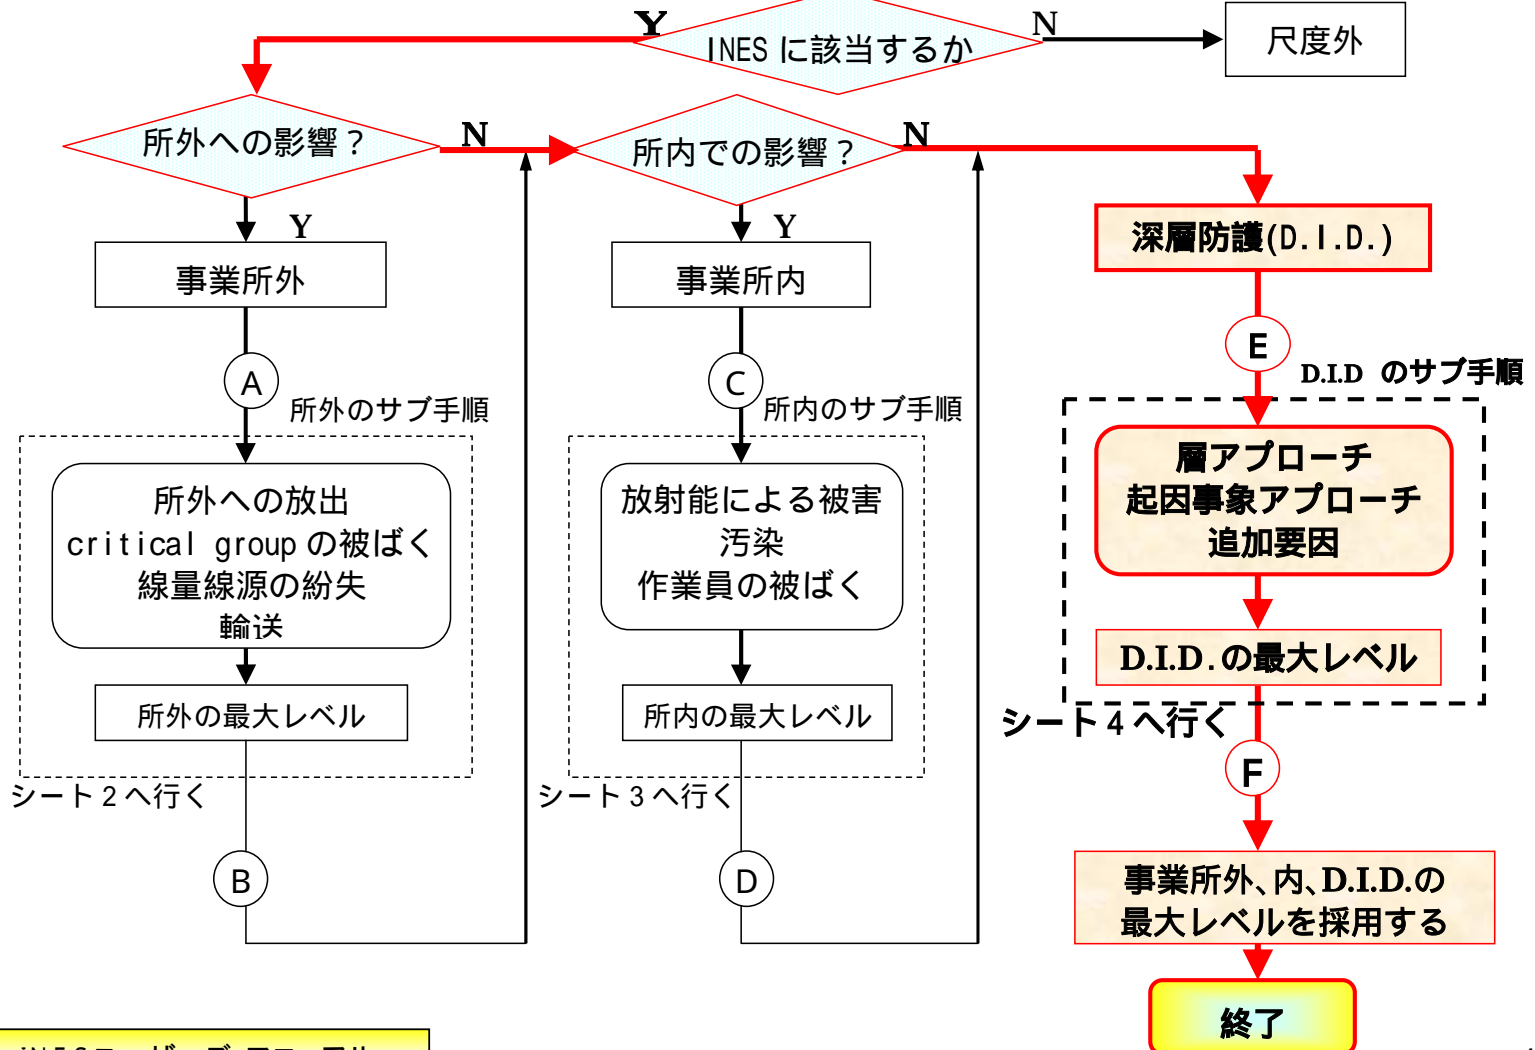 Y
INES に該当するか
N
尺度外
所外への影響？
N
所内での影響？
N
Y
Y
深層防護(D.I.D.)
事業所外
事業所内
E
D.I.D のサブ手順
A
所外のサブ手順
C
所内のサブ手順
所外への放出
critical group の被ばく
線量線源の紛失
輸送
放射能による被害
汚染
作業員の被ばく
層アプローチ
起因事象アプローチ
追加要因
所外の最大レベル
所内の最大レベル
D.I.D.の最大レベル
シート 2 へ行く
シート 3 へ行く
シート 4 へ行く
B
D
F
事業所外、内、D.I.D.の
最大レベルを採用する
終了